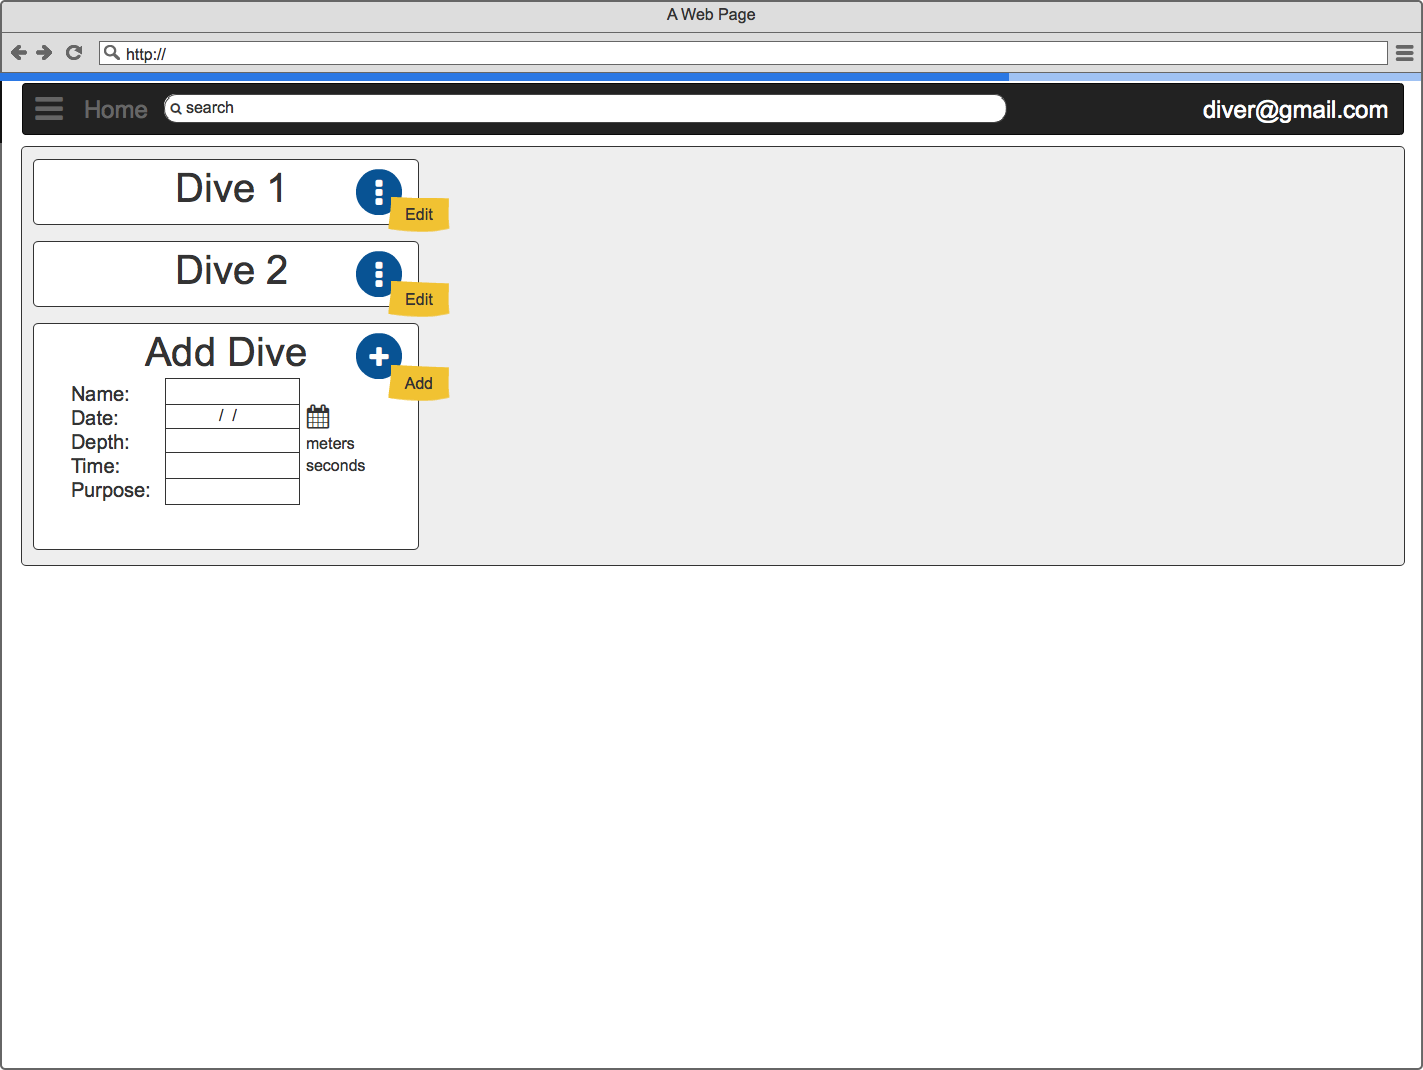 A Web Page
http://
Home search diver@gmail.com
Dive 1
Edit
Dive 2
Edit
Add Dive
Add
Name:
Date: / /
Depth: meters
Time: seconds
Purpose: